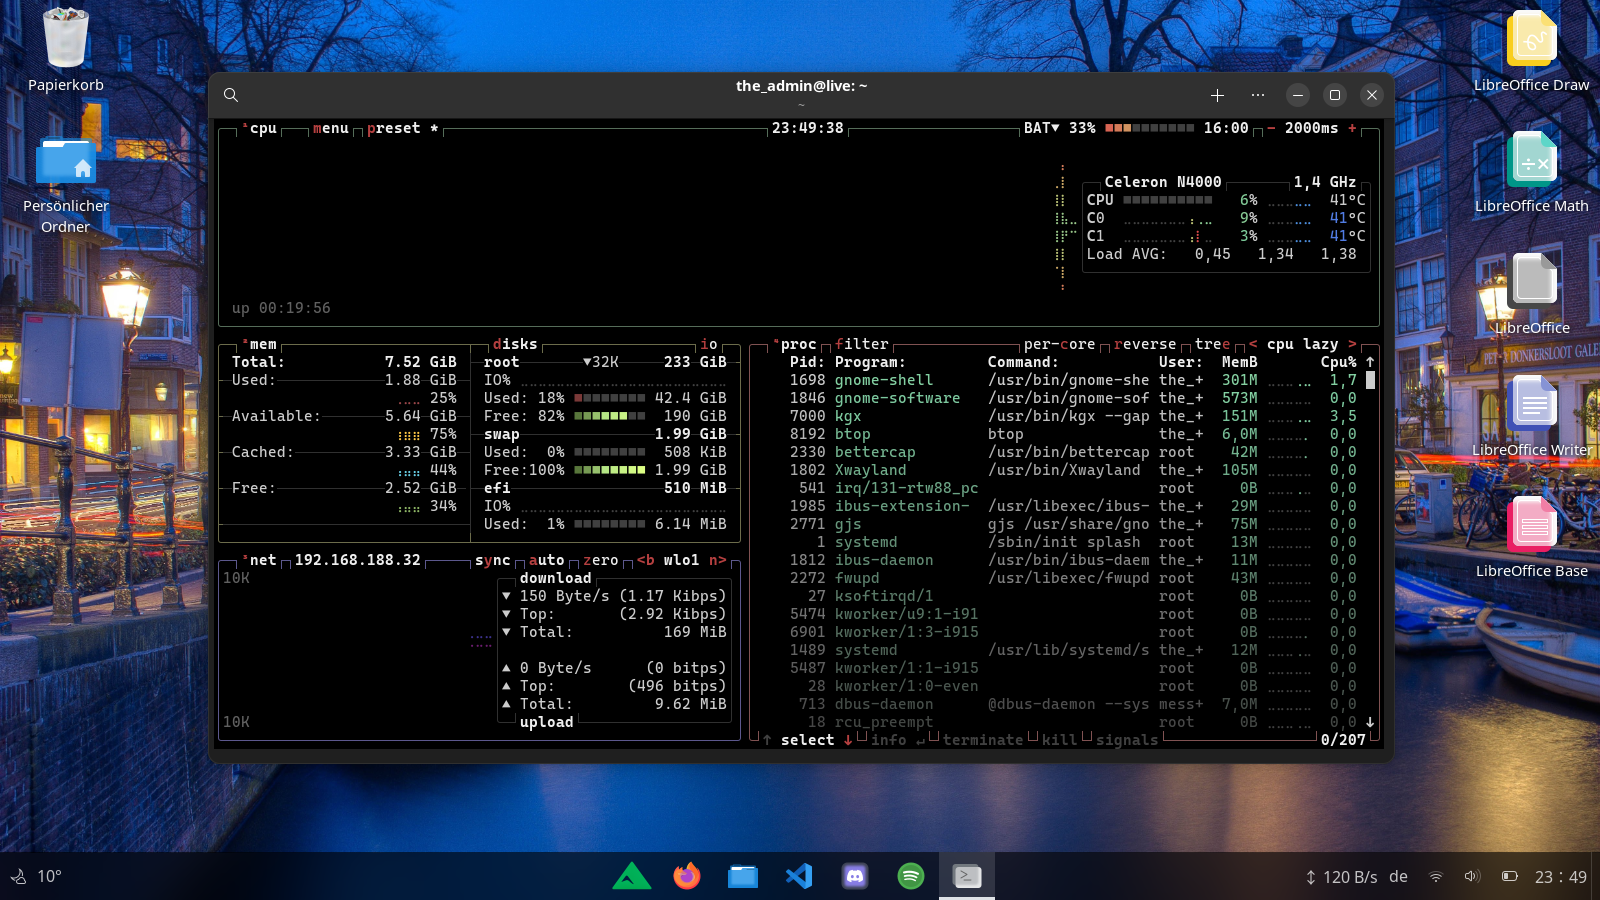 Papierkorb
Persönlicher
Ordner
LibreOffice Draw
LibreOffice Math
LibreOffice
LibreOffice Writer
LibreOffice Base
the_admin@live: ~
~
¹cpu menu preset * 23:49:38 BAT▼ 33% 16:00 - 2000ms +
Celeron N4000 1,4 GHz
CPU 6% 41°C
C0 9% 41°C
C1 3% 41°C
Load AVG: 0,45 1,34 1,38
up 00:19:56
²mem disks io
Total: 7.52 GiB
Used: 1.88 GiB
25%
Available: 5.64 GiB
75%
Cached: 3.33 GiB
44%
Free: 2.52 GiB
34%
root ▼32K 233 GiB
IO%
Used: 18% 42.4 GiB
Free: 82% 190 GiB
swap 1.99 GiB
Used: 0% 508 KiB
Free:100% 1.99 GiB
efi 510 MiB
IO%
Used: 1% 6.14 MiB
³net 192.168.188.32 sync auto zero <b wlo1 n>
10K
10K
download
▼ 150 Byte/s (1.17 Kibps)
▼ Top: (2.92 Kibps)
▼ Total: 169 MiB
▲ 0 Byte/s (0 bitps)
▲ Top: (496 bitps)
▲ Total: 9.62 MiB
upload
⁴proc filter per-core reverse tree < cpu lazy >
Pid: Program: Command: User: MemB Cpu% ↑
1698 gnome-shell /usr/bin/gnome-she the_+ 301M 1,7
1846 gnome-software /usr/bin/gnome-sof the_+ 573M 0,0
7000 kgx /usr/bin/kgx --gap the_+ 151M 3,5
8192 btop btop the_+ 6,0M 0,0
2330 bettercap /usr/bin/bettercap root 42M 0,0
1802 Xwayland /usr/bin/Xwayland the_+ 105M 0,0
541 irq/131-rtw88_pc root 0B 0,0
1985 ibus-extension- /usr/libexec/ibus- the_+ 29M 0,0
2771 gjs gjs /usr/share/gno the_+ 75M 0,0
1 systemd /sbin/init splash root 13M 0,0
1812 ibus-daemon /usr/bin/ibus-daem the_+ 11M 0,0
2272 fwupd /usr/libexec/fwupd root 43M 0,0
27 ksoftirqd/1 root 0B 0,0
5474 kworker/u9:1-i91 root 0B 0,0
6901 kworker/1:3-i915 root 0B 0,0
1489 systemd /usr/lib/systemd/s the_+ 12M 0,0
5487 kworker/1:1-i915 root 0B 0,0
28 kworker/1:0-even root 0B 0,0
713 dbus-daemon @dbus-daemon --sys mess+ 7,0M 0,0
18 rcu_preempt root 0B 0,0 ↓
↑ select ↓ info ↵ terminate kill signals 0/207
10°
↕ 120 B/s de 23 : 49